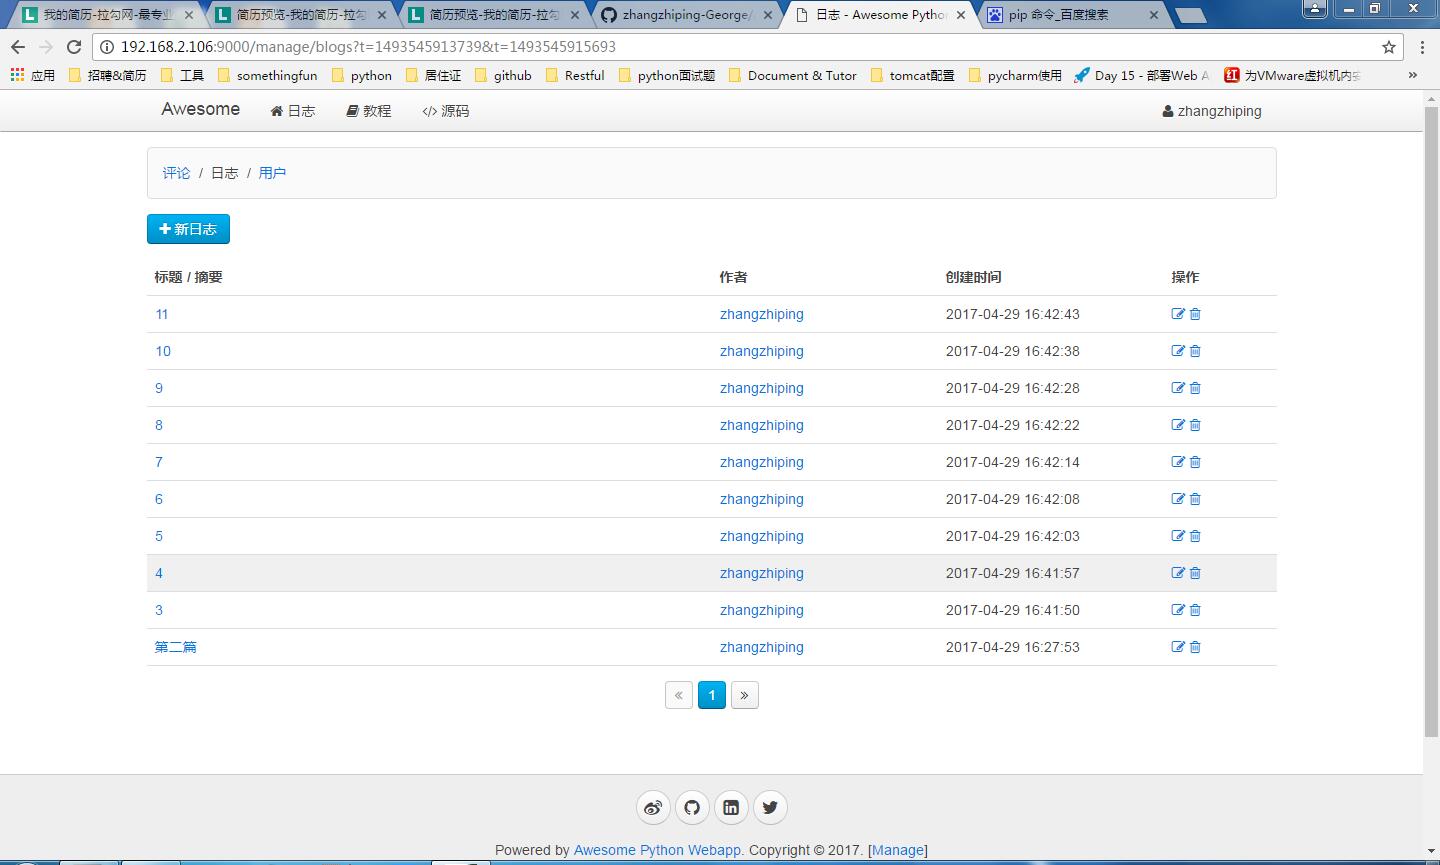 我的简历-拉勾网-最专业 简历预览-我的简历-拉勾 简历预览-我的简历-拉勾 zhangzhiping-George/ 日志 - Awesome Python pip 命令_百度搜索
192.168.2.106:9000/manage/blogs?t=1493545913739&t=1493545915693
应用 招聘&简历 工具 somethingfun python 居住证 github Restful python面试题 Document & Tutor tomcat配置 pycharm使用 Day 15 - 部署Web A 为VMware虚拟机内安 »
Awesome 日志 教程 源码 zhangzhiping
评论 / 日志 / 用户
新日志
标题 / 摘要 作者 创建时间 操作
11 zhangzhiping 2017-04-29 16:42:43
10 zhangzhiping 2017-04-29 16:42:38
9 zhangzhiping 2017-04-29 16:42:28
8 zhangzhiping 2017-04-29 16:42:22
7 zhangzhiping 2017-04-29 16:42:14
6 zhangzhiping 2017-04-29 16:42:08
5 zhangzhiping 2017-04-29 16:42:03
4 zhangzhiping 2017-04-29 16:41:57
3 zhangzhiping 2017-04-29 16:41:50
第二篇 zhangzhiping 2017-04-29 16:27:53
« 1 »
Powered by Awesome Python Webapp. Copyright © 2017. [Manage]